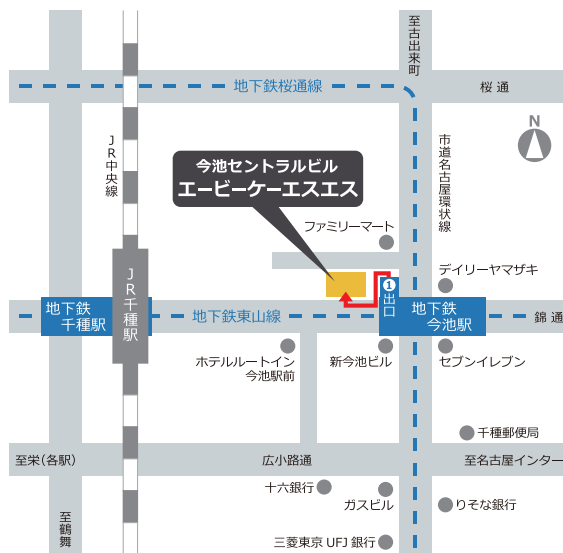 至古出来町
地下鉄桜通線
桜 通
N
JR中央線
市道名古屋環状線
今池セントラルビル
エービーケーエスエス
ファミリーマート
デイリーヤマザキ
JR千種駅
1出口
地下鉄
千種駅
地下鉄東山線
地下鉄
今池駅
錦 通
ホテルルートイン
今池駅前
新今池ビル
セブンイレブン
千種郵便局
至栄(各駅)
広小路通
至名古屋インター
十六銀行
ガスビル
りそな銀行
至鶴舞
三菱東京 UFJ 銀行